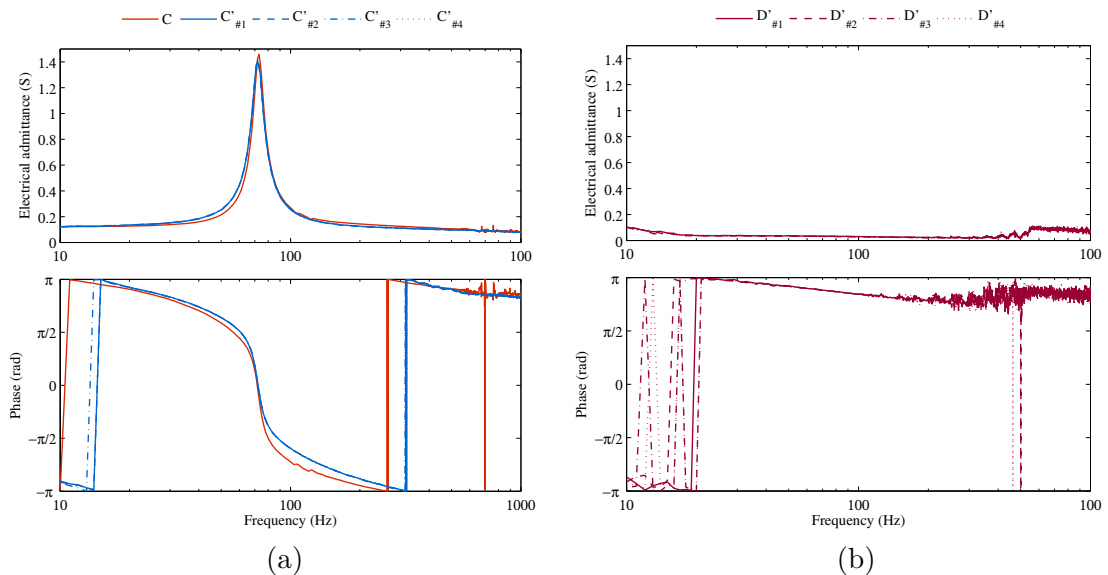 C C'#1 C'#2 C'#3 C'#4
1.4
1.2
1
0.8
0.6
0.4
0.2
0
Electrical admittance (S)
10 100
π
π/2
0
−π/2
−π
Phase (rad)
10 100 1000
Frequency (Hz)
(a)
D'#1 D'#2 D'#3 D'#4
1.4
1.2
1
0.8
0.6
0.4
0.2
0
Electrical admittance (S)
10 100 100
π
π/2
0
−π/2
−π
Phase (rad)
10 100 100
Frequency (Hz)
(b)